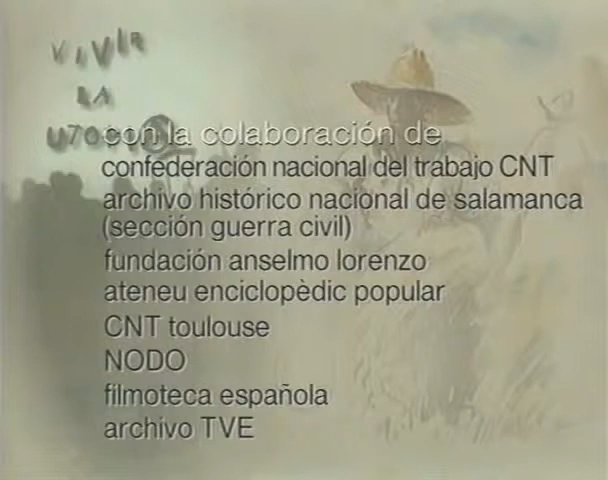 VIVIR
LA
con la colaboración de
confederación nacional del trabajo CNT
archivo histórico nacional de salamanca
(sección guerra civil)
fundación anselmo lorenzo
ateneu enciclopèdic popular
CNT toulouse
NODO
filmoteca española
archivo TVE